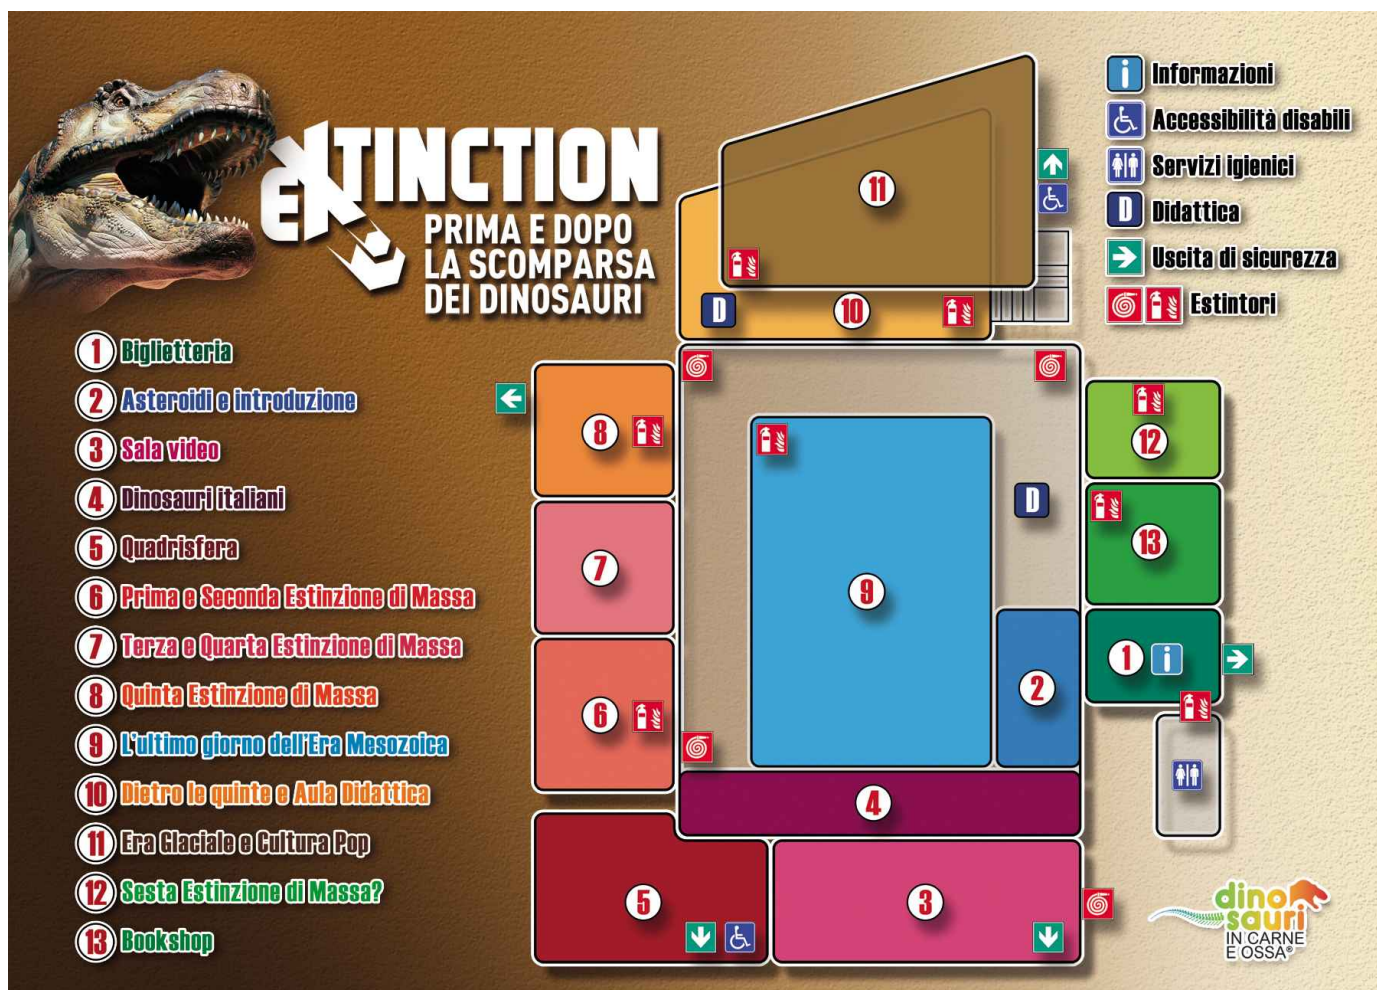 EXTINCTION
PRIMA E DOPO
LA SCOMPARSA
DEI DINOSAURI
1 Biglietteria
2 Asteroidi e introduzione
3 Sala video
4 Dinosauri italiani
5 Quadrisfera
6 Prima e Seconda Estinzione di Massa
7 Terza e Quarta Estinzione di Massa
8 Quinta Estinzione di Massa
9 L'ultimo giorno dell'Era Mesozoica
10 Dietro le quinte e Aula Didattica
11 Era Glaciale e Cultura Pop
12 Sesta Estinzione di Massa?
13 Bookshop
11
D
10
8
12
D
13
7
9
1 i
2
6
4
5
3
i Informazioni
Accessibilità disabili
Servizi igienici
D Didattica
Uscita di sicurezza
Estintori
dino
sauri
IN CARNE
E OSSA®